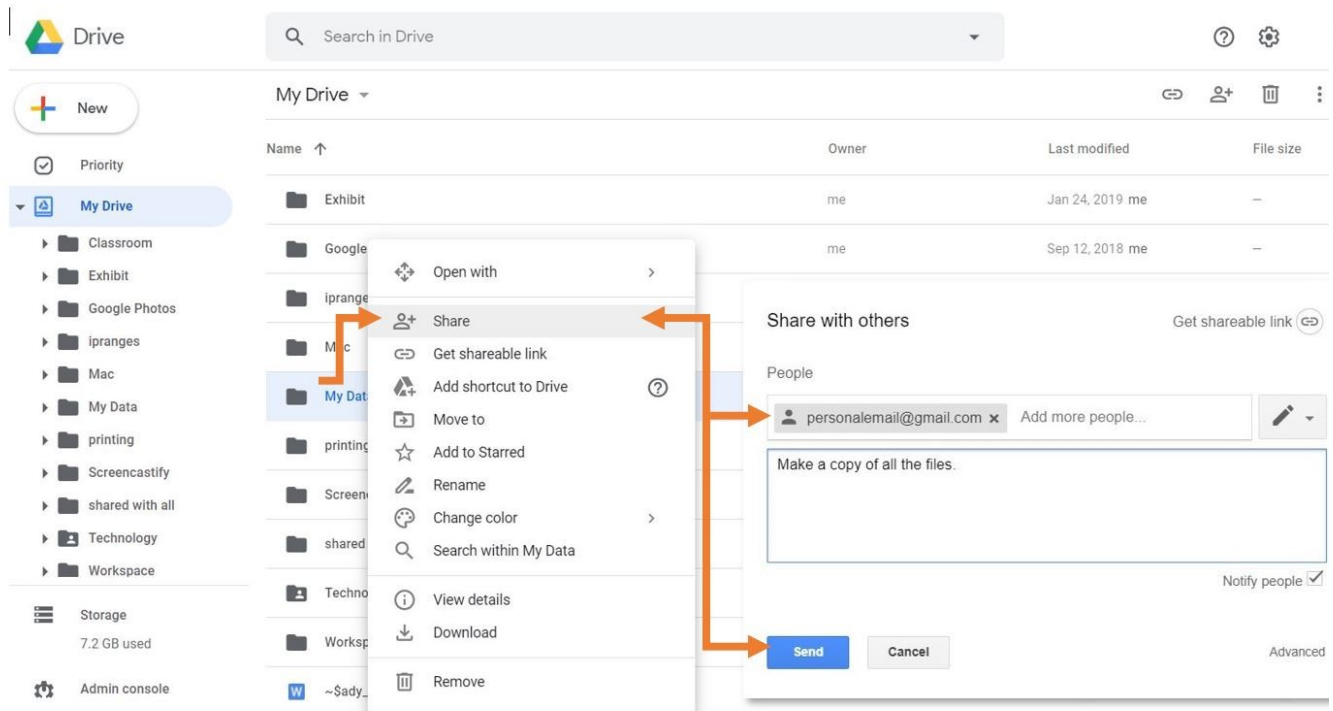 Drive
Search in Drive
New
Priority
My Drive
Classroom
Exhibit
Google Photos
ipranges
Mac
My Data
printing
Screencastify
shared with all
Technology
Workspace
Storage
7.2 GB used
Admin console
My Drive
Name Owner Last modified File size
Exhibit me Jan 24, 2019 me –
Google me Sep 12, 2018 me –
iprange
M c
My Dat
printing
Screen
shared
Techno
Worksp
W ~$ady_
Open with
Share
Get shareable link
Add shortcut to Drive
Move to
Add to Starred
Rename
Change color
Search within My Data
View details
Download
Remove
Share with others Get shareable link
People
personalemail@gmail.com × Add more people...
Make a copy of all the files.
Notify people
Send Cancel Advanced